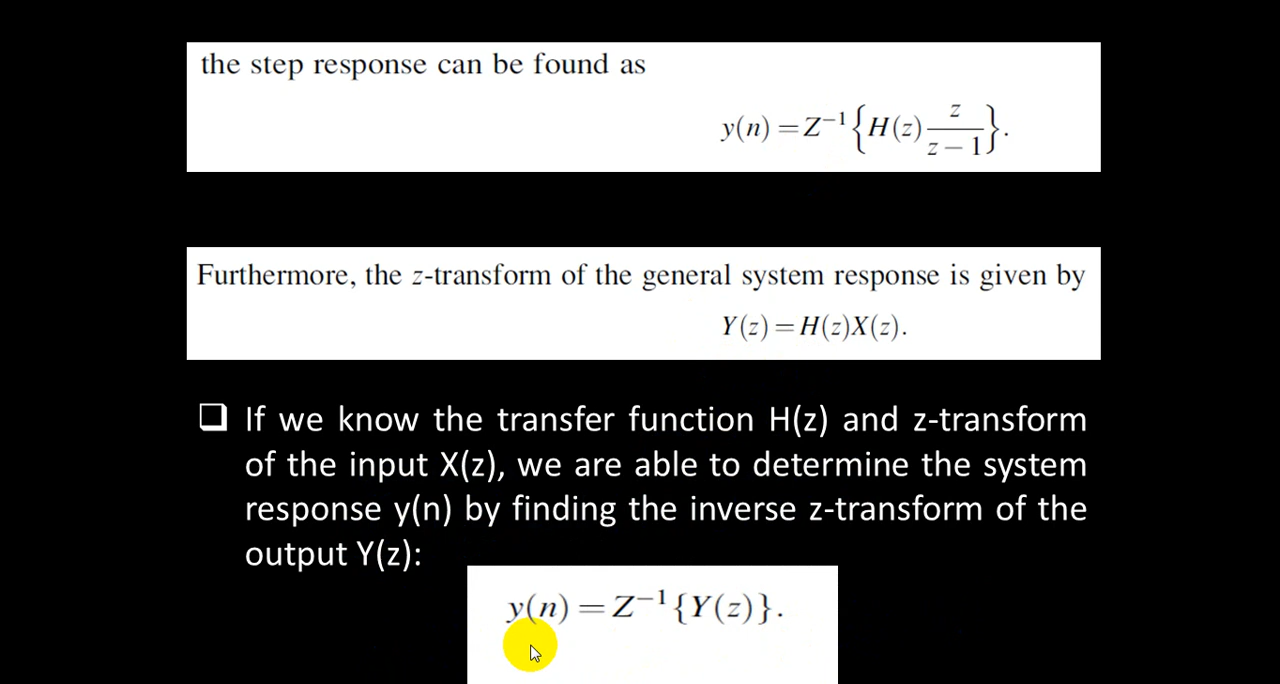 the step response can be found as
y(n) = Z⁻¹{H(z) z/(z − 1)}.
Furthermore, the z-transform of the general system response is given by
Y(z) = H(z)X(z).
❑ If we know the transfer function H(z) and z-transform
of the input X(z), we are able to determine the system
response y(n) by finding the inverse z-transform of the
output Y(z):
y(n) = Z⁻¹{Y(z)}.